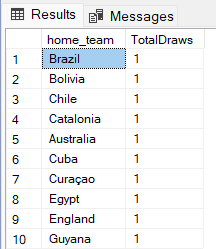 Results Messages
home_team TotalDraws
1 Brazil 1
2 Bolivia 1
3 Chile 1
4 Catalonia 1
5 Australia 1
6 Cuba 1
7 Curaçao 1
8 Egypt 1
9 England 1
10 Guyana 1